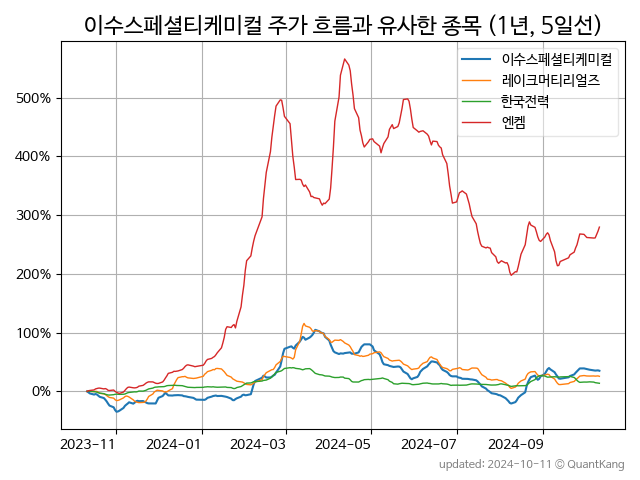 이수스페셜티케미컬 주가 흐름과 유사한 종목 (1년, 5일선)
이수스페셜티케미컬
레이크머티리얼즈
한국전력
엔켐
500%
400%
300%
200%
100%
0%
2023-11 2024-01 2024-03 2024-05 2024-07 2024-09
updated: 2024-10-11 © QuantKang